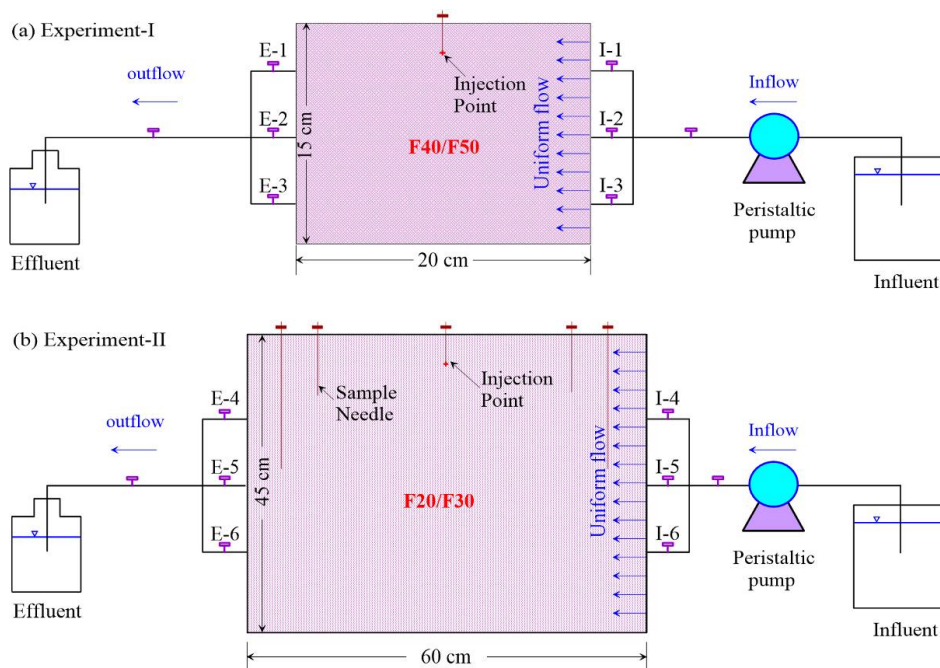 (a) Experiment-I
E-1
I-1
outflow
Injection
Point
Inflow
E-2
I-2
15 cm
F40/F50
Uniform flow
E-3
I-3
Peristaltic
pump
Effluent
20 cm
Influent
(b) Experiment-II
E-4
Sample
Needle
Injection
Point
I-4
outflow
Inflow
E-5
I-5
45 cm
F20/F30
Uniform flow
E-6
I-6
Peristaltic
pump
Effluent
Influent
60 cm